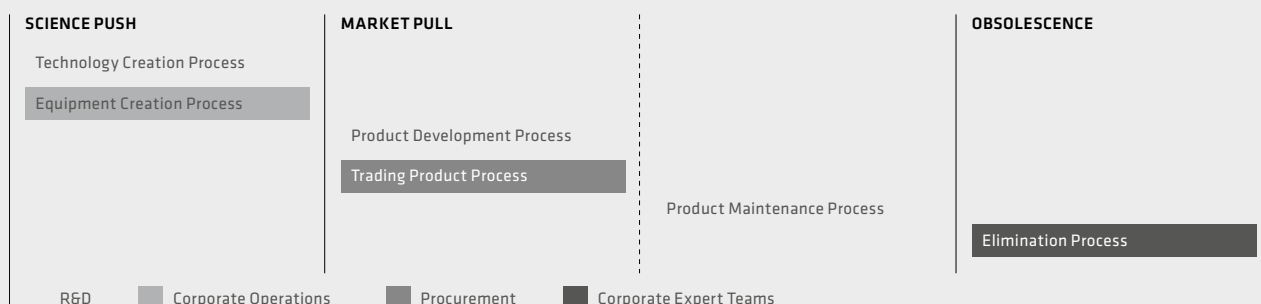 SCIENCE PUSH
Technology Creation Process
Equipment Creation Process
MARKET PULL
Product Development Process
Trading Product Process
Product Maintenance Process
OBSOLESCENCE
Elimination Process
R&D Corporate Operations Procurement Corporate Expert Teams